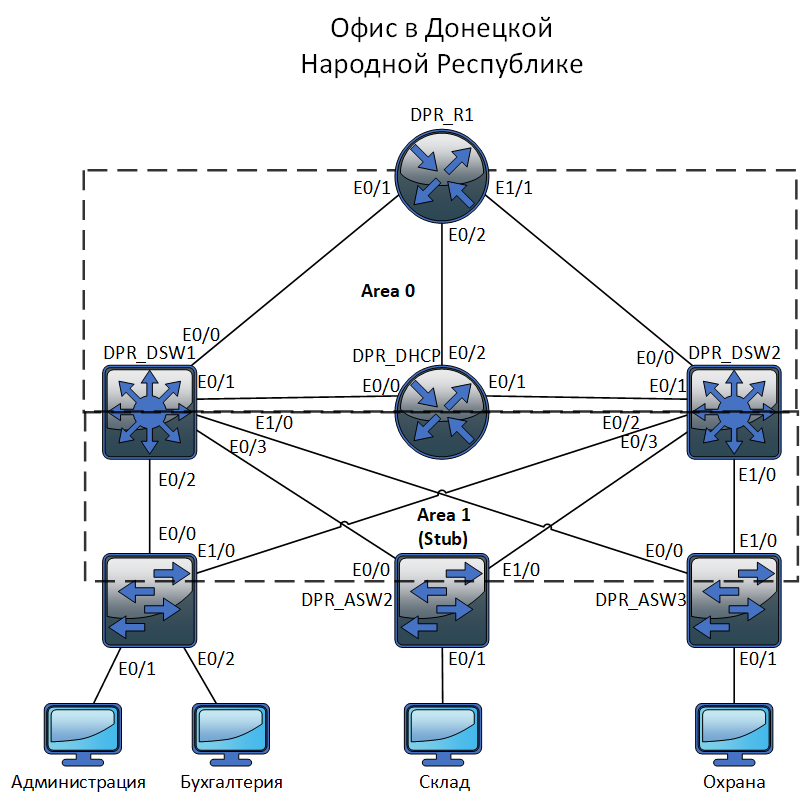 Офис в Донецкой
Народной Республике
DPR_R1
E0/1
E1/1
E0/2
Area 0
E0/0
DPR_DSW1
DPR_DHCP
E0/2
E0/0
DPR_DSW2
E0/1
E0/0
E0/1
E0/1
E1/0
E0/2
E0/3
E0/3
E0/2
E1/0
Area 1
(Stub)
E0/0
E1/0
E1/0
E0/0
E1/0
E0/0
DPR_ASW2
DPR_ASW3
E0/1
E0/2
E0/1
E0/1
Администрация
Бухгалтерия
Склад
Охрана